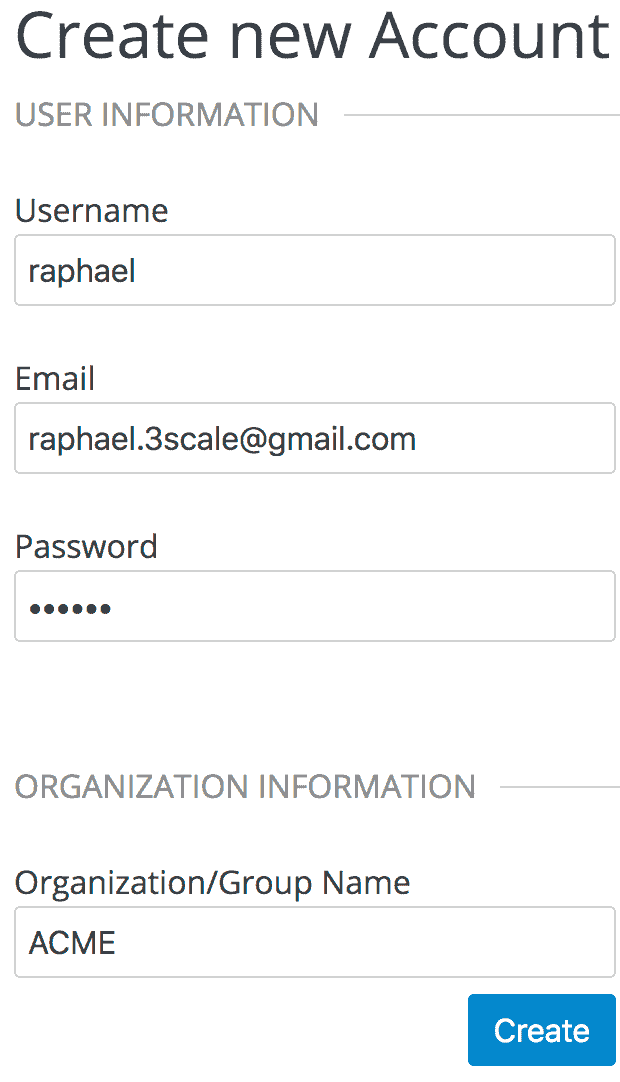 Create new Account
USER INFORMATION
Username
raphael
Email
raphael.3scale@gmail.com
Password
••••••
ORGANIZATION INFORMATION
Organization/Group Name
ACME
Create